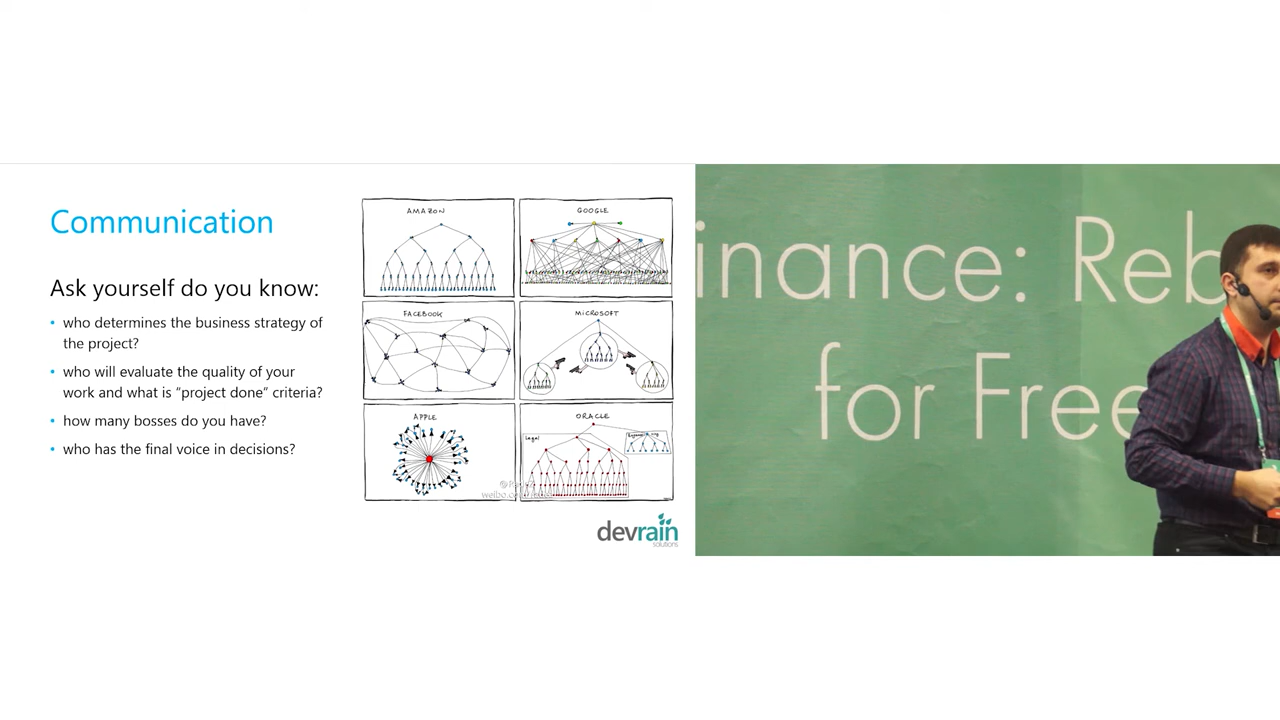 Communication
Ask yourself do you know:
• who determines the business strategy of
the project?
• who will evaluate the quality of your
work and what is “project done” criteria?
• how many bosses do you have?
• who has the final voice in decisions?
AMAZON
GOOGLE
FACEBOOK
MICROSOFT
APPLE
ORACLE
Legal
devrain
solutions
inance: Reb
for Free